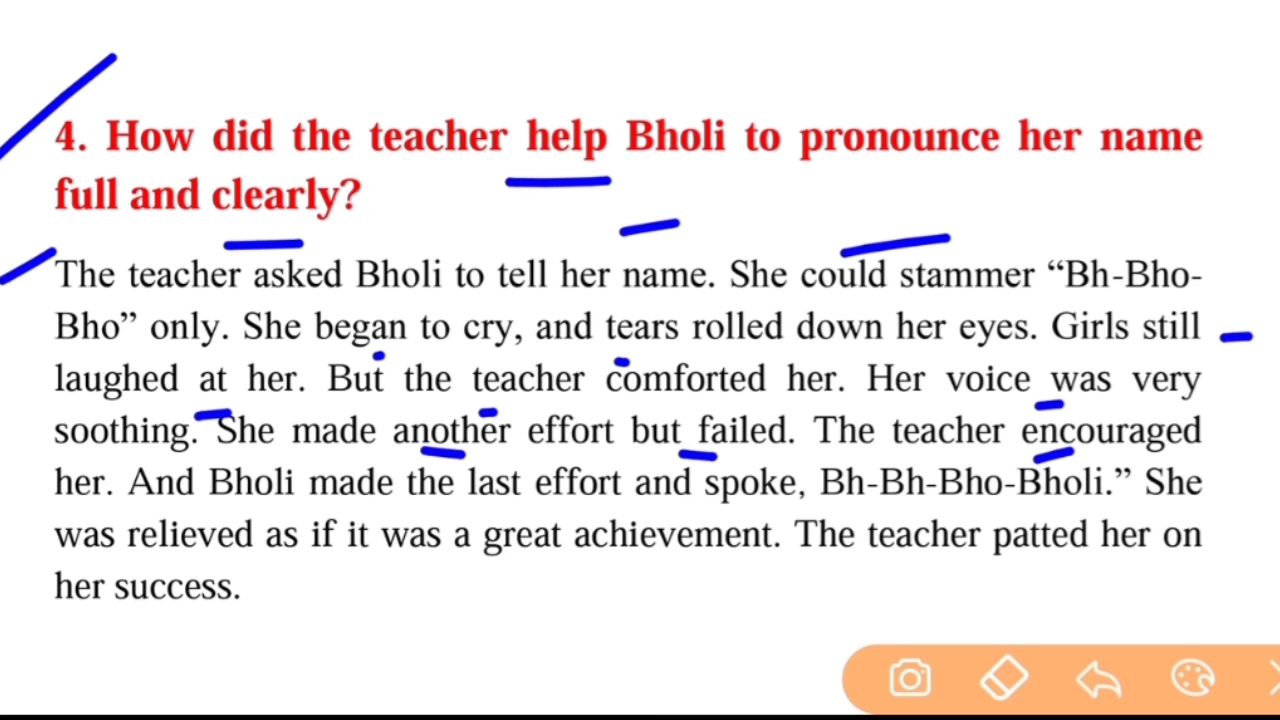 4. How did the teacher help Bholi to pronounce her name
full and clearly?
The teacher asked Bholi to tell her name. She could stammer “Bh-Bho-
Bho” only. She began to cry, and tears rolled down her eyes. Girls still
laughed at her. But the teacher comforted her. Her voice was very
soothing. She made another effort but failed. The teacher encouraged
her. And Bholi made the last effort and spoke, Bh-Bh-Bho-Bholi.” She
was relieved as if it was a great achievement. The teacher patted her on
her success.